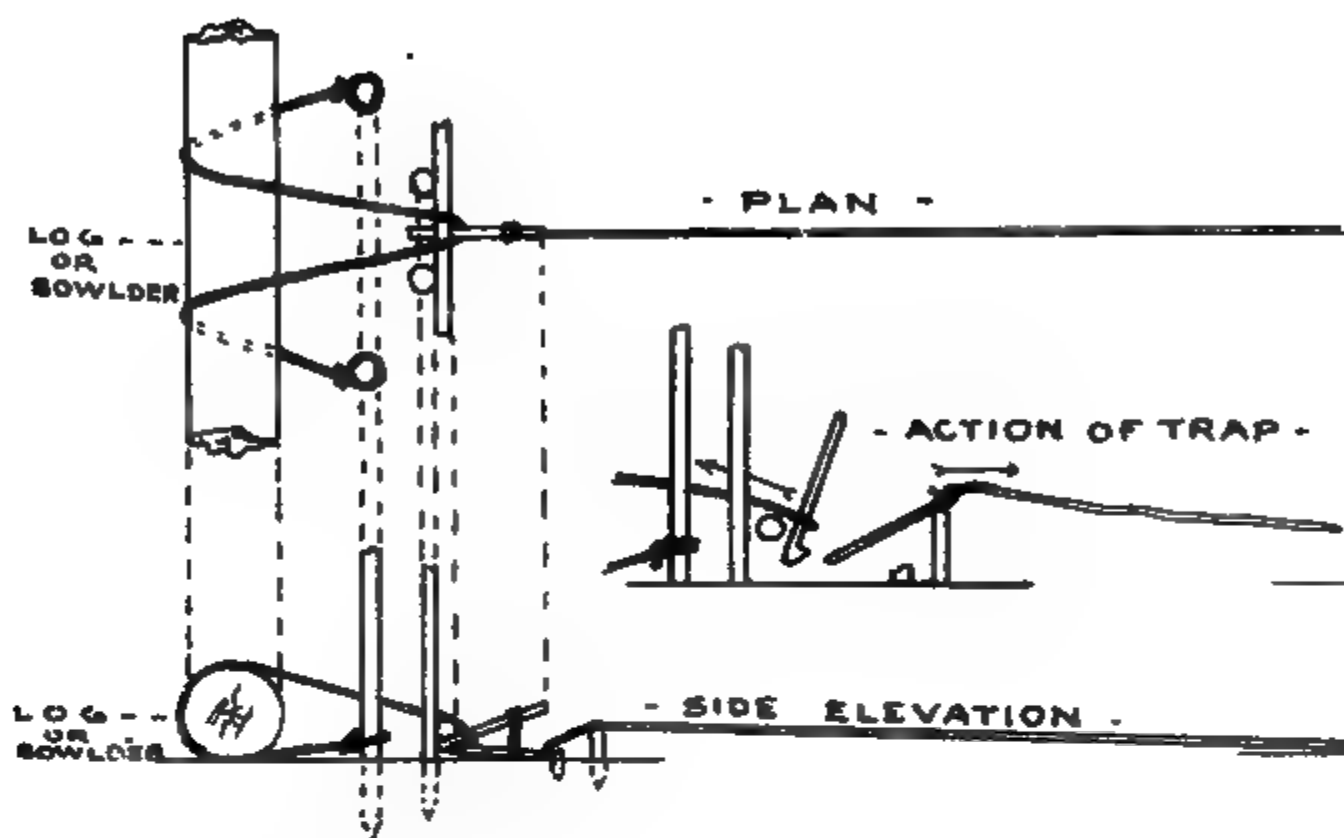 - PLAN -
LOG
OR
BOWLDER
- ACTION OF TRAP -
- SIDE ELEVATION -
LOG
OR
BOWLDER